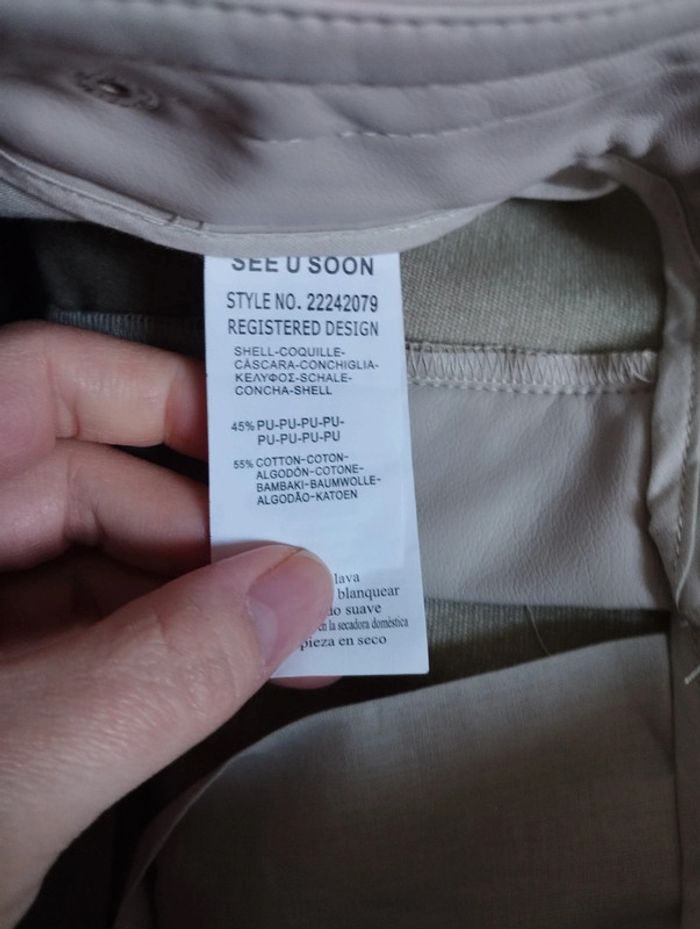 SEE U SOON
STYLE NO. 22242079
REGISTERED DESIGN
SHELL-COQUILLE-
CÁSCARA-CONCHIGLIA-
ΚΕΛΥΦΟΣ-SCHALE-
CONCHA-SHELL
45% PU-PU-PU-PU-
PU-PU-PU-PU
55% COTTON-COTON-
ALGODÓN-COTONE-
BAMBAKI-BAUMWOLLE-
ALGODÃO-KATOEN
lava
blanquear
suave
en la secadora doméstica
en seco